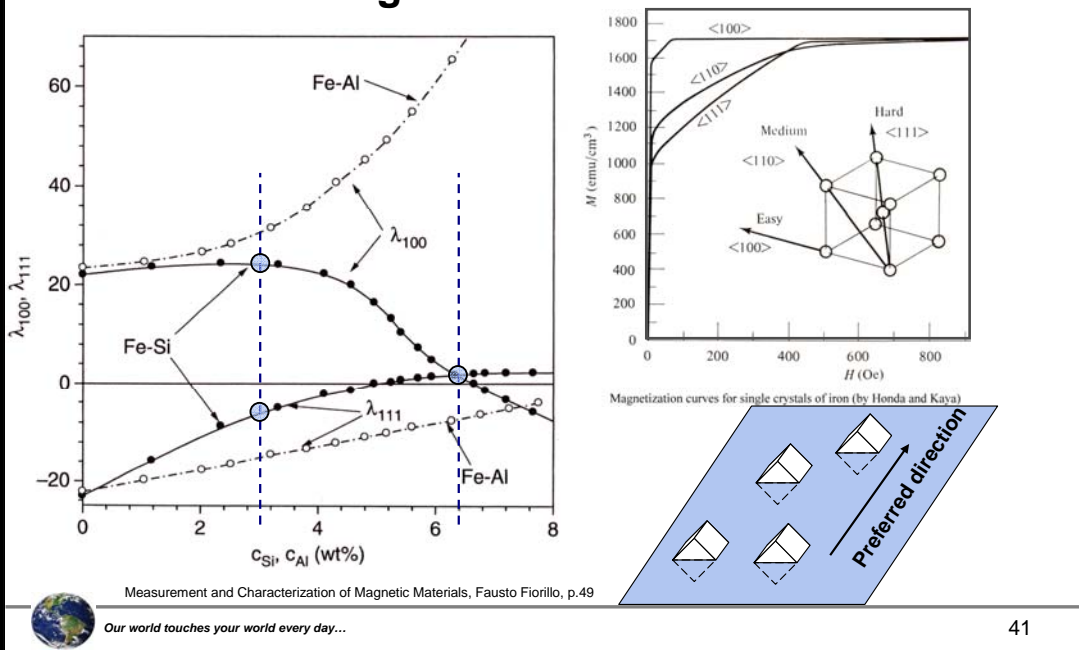 60
40
20
0
−20
0
2
4
6
8
λ100, λ111
Fe-Al
λ100
Fe-Si
λ111
Fe-Al
cSi, cAl (wt%)
Measurement and Characterization of Magnetic Materials, Fausto Fiorillo, p.49
1800
1600
1400
1200
1000
800
600
400
200
0
0
200
400
600
800
M (emu/cm³)
H (Oe)
<100>
<110>
<111>
Hard
<111>
Medium
<110>
Easy
<100>
Magnetization curves for single crystals of iron (by Honda and Kaya)
Preferred direction
Our world touches your world every day…
41